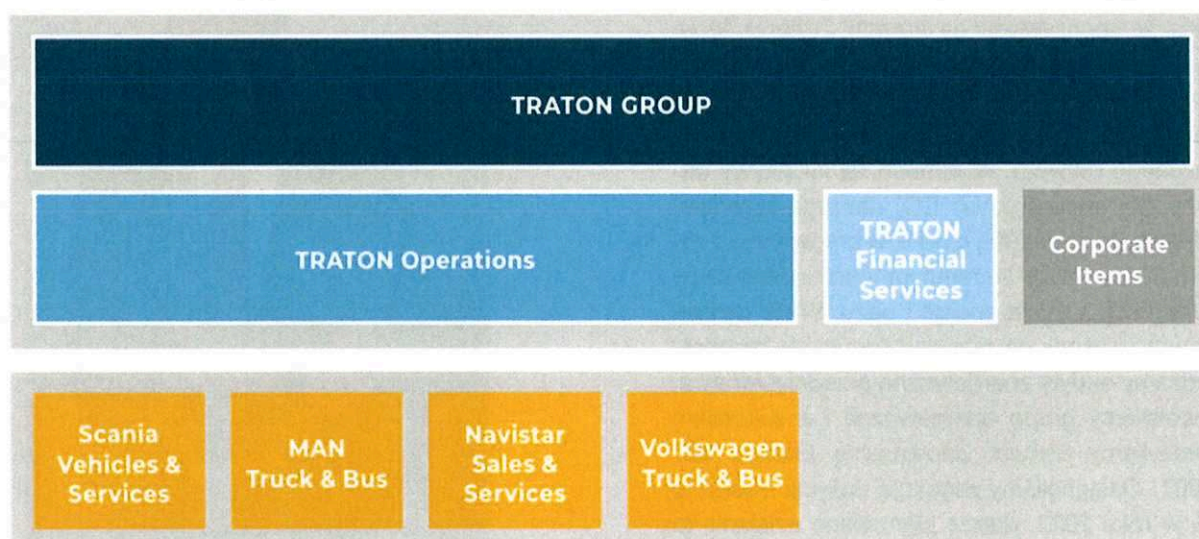 TRATON GROUP
TRATON Operations
TRATON
Financial
Services
Corporate
Items
Scania
Vehicles &
Services
MAN
Truck & Bus
Navistar
Sales &
Services
Volkswagen
Truck & Bus